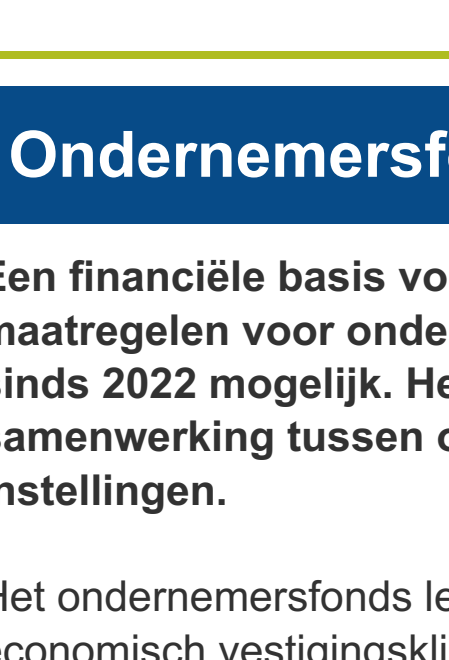 Ondernemersf
Een financiële basis vo
maatregelen voor onde
sinds 2022 mogelijk. He
samenwerking tussen
instellingen.
Het ondernemersfonds le
economisch vestigingskli